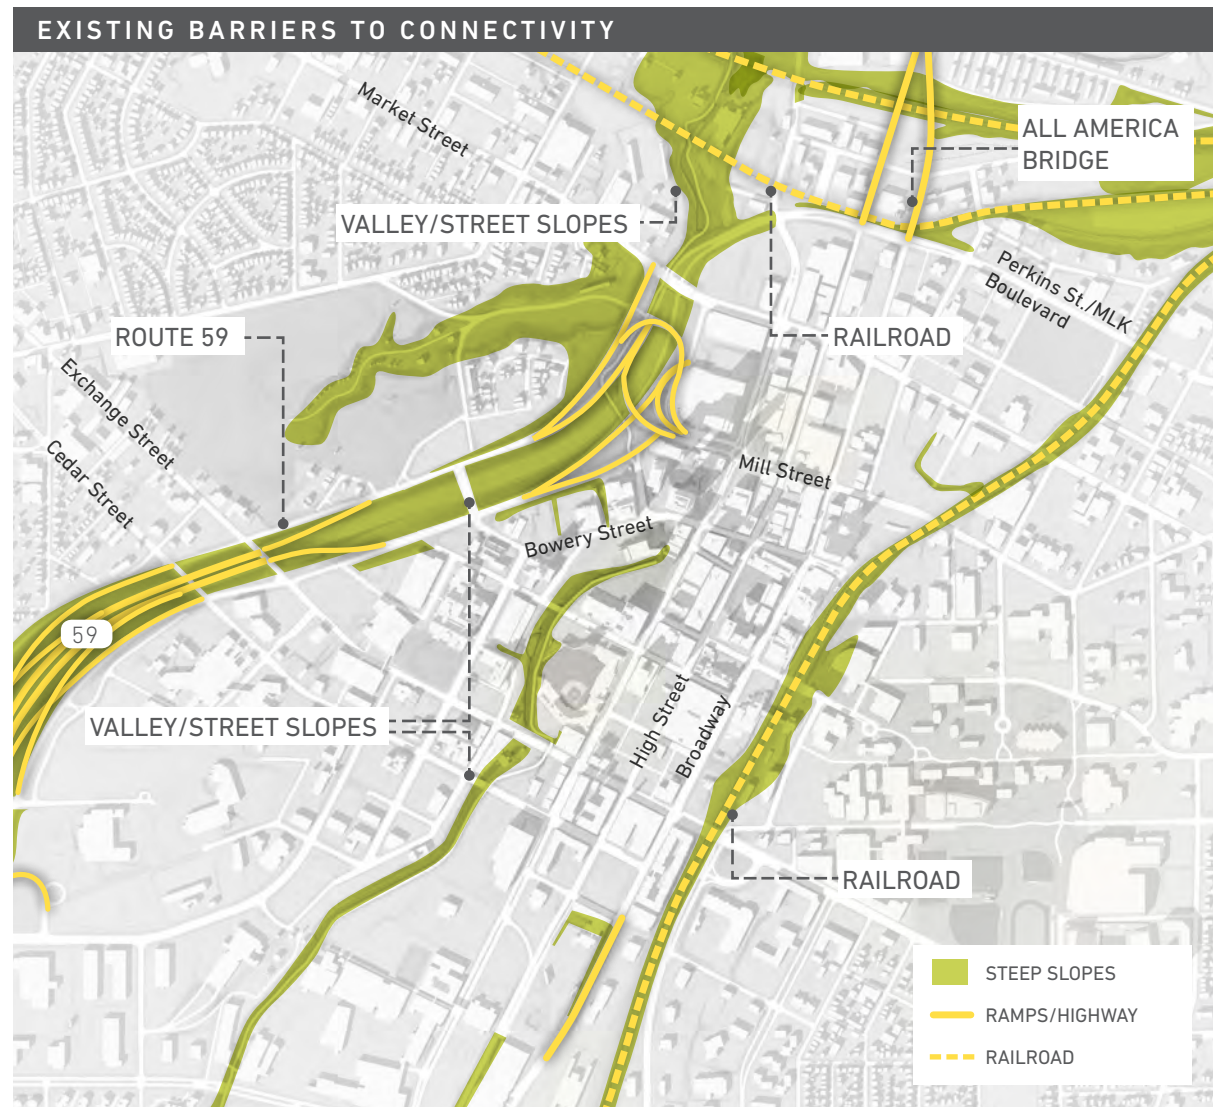 EXISTING BARRIERS TO CONNECTIVITY
Market Street
ALL AMERICA
BRIDGE
VALLEY/STREET SLOPES
Perkins St./MLK
Boulevard
ROUTE 59
RAILROAD
Exchange Street
Cedar Street
Mill Street
Bowery Street
59
High Street
Broadway
VALLEY/STREET SLOPES
RAILROAD
STEEP SLOPES
RAMPS/HIGHWAY
RAILROAD